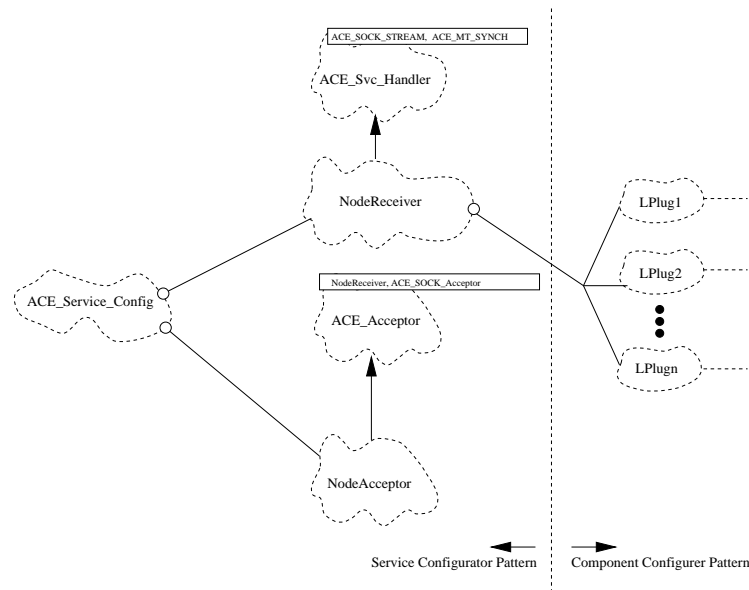 ACE_SOCK_STREAM, ACE_MT_SYNCH
ACE_Svc_Handler
NodeReceiver
LPlug1
LPlug2
NodeReceiver, ACE_SOCK_Acceptor
ACE_Service_Config
ACE_Acceptor
LPlugn
NodeAcceptor
Service Configurator Pattern
Component Configurer Pattern